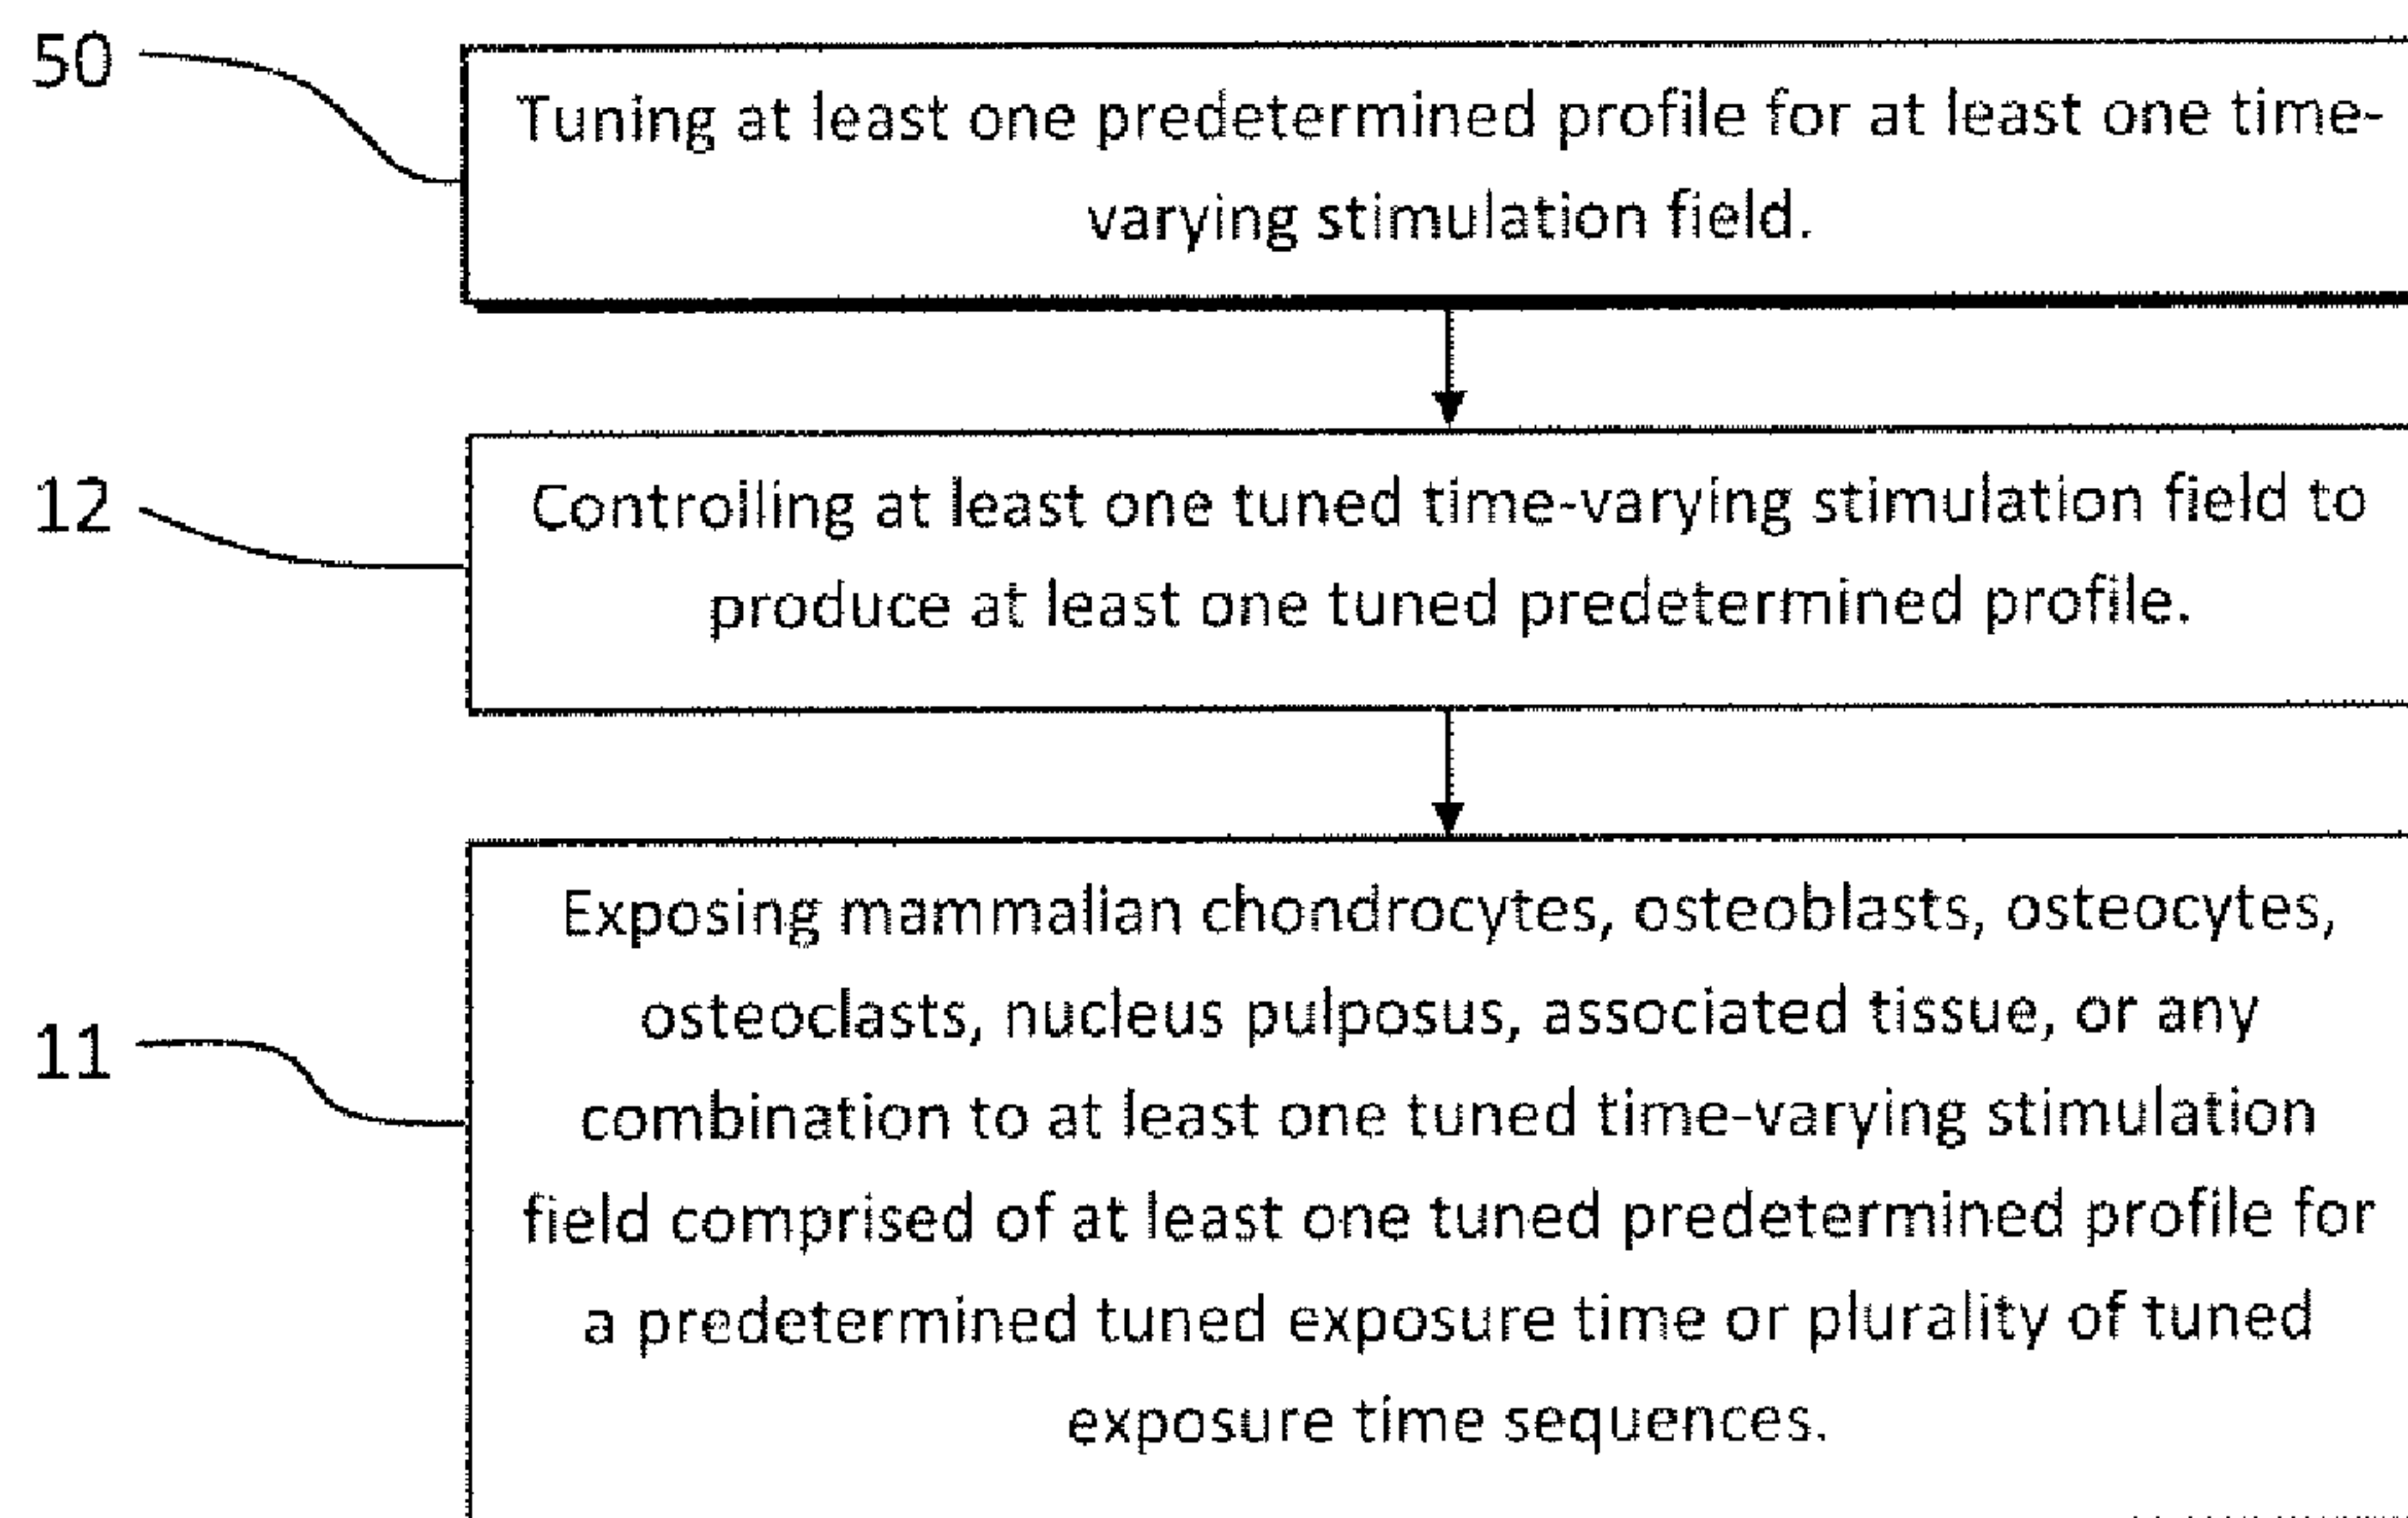 50
Tuning at least one predetermined profile for at least one time-
varying stimulation field.
12
Controlling at least one tuned time-varying stimulation field to
produce at least one tuned predetermined profile.
11
Exposing mammalian chondrocytes, osteoblasts, osteocytes,
osteoclasts, nucleus pulposus, associated tissue, or any
combination to at least one tuned time-varying stimulation
field comprised of at least one tuned predetermined profile for
a predetermined tuned exposure time or plurality of tuned
exposure time sequences.